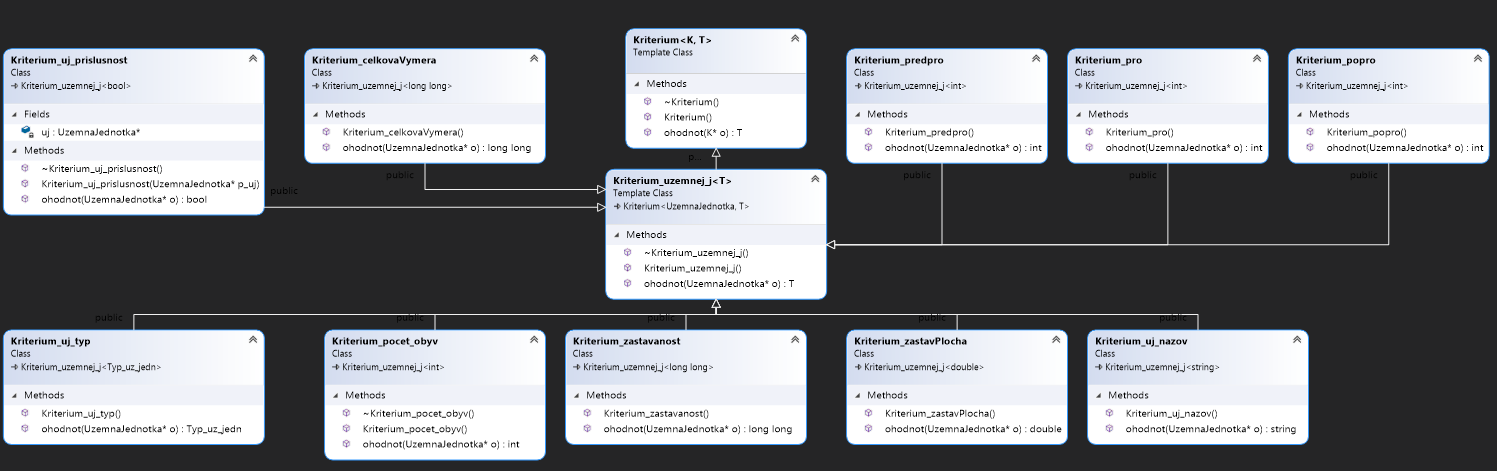 Kriterium_uj_prislusnost
Class
Kriterium_uzemnej_j<bool>
Fields
uj : UzemnaJednotka*
Methods
~Kriterium_uj_prislusnost()
Kriterium_uj_prislusnost(UzemnaJednotka* p_uj)
ohodnot(UzemnaJednotka* o) : bool
public
Kriterium_celkovaVymera
Class
Kriterium_uzemnej_j<long long>
Methods
Kriterium_celkovaVymera()
ohodnot(UzemnaJednotka* o) : long long
public
Kriterium<K, T>
Template Class
Methods
~Kriterium()
Kriterium()
ohodnot(K* o) : T
p...
Kriterium_predpro
Class
Kriterium_uzemnej_j<int>
Methods
Kriterium_predpro()
ohodnot(UzemnaJednotka* o) : int
public
Kriterium_pro
Class
Kriterium_uzemnej_j<int>
Methods
Kriterium_pro()
ohodnot(UzemnaJednotka* o) : int
public
Kriterium_popro
Class
Kriterium_uzemnej_j<int>
Methods
Kriterium_popro()
ohodnot(UzemnaJednotka* o) : int
public
Kriterium_uzemnej_j<T>
Template Class
Kriterium<UzemnaJednotka, T>
Methods
~Kriterium_uzemnej_j()
Kriterium_uzemnej_j()
ohodnot(UzemnaJednotka* o) : T
public
Kriterium_uj_typ
Class
Kriterium_uzemnej_j<Typ_uz_jedn>
Methods
Kriterium_uj_typ()
ohodnot(UzemnaJednotka* o) : Typ_uz_jedn
public
Kriterium_pocet_obyv
Class
Kriterium_uzemnej_j<int>
Methods
~Kriterium_pocet_obyv()
Kriterium_pocet_obyv()
ohodnot(UzemnaJednotka* o) : int
public
Kriterium_zastavanost
Class
Kriterium_uzemnej_j<long long>
Methods
Kriterium_zastavanost()
ohodnot(UzemnaJednotka* o) : long long
public
Kriterium_zastavPlocha
Class
Kriterium_uzemnej_j<double>
Methods
Kriterium_zastavPlocha()
ohodnot(UzemnaJednotka* o) : double
public
Kriterium_uj_nazov
Class
Kriterium_uzemnej_j<string>
Methods
Kriterium_uj_nazov()
ohodnot(UzemnaJednotka* o) : string